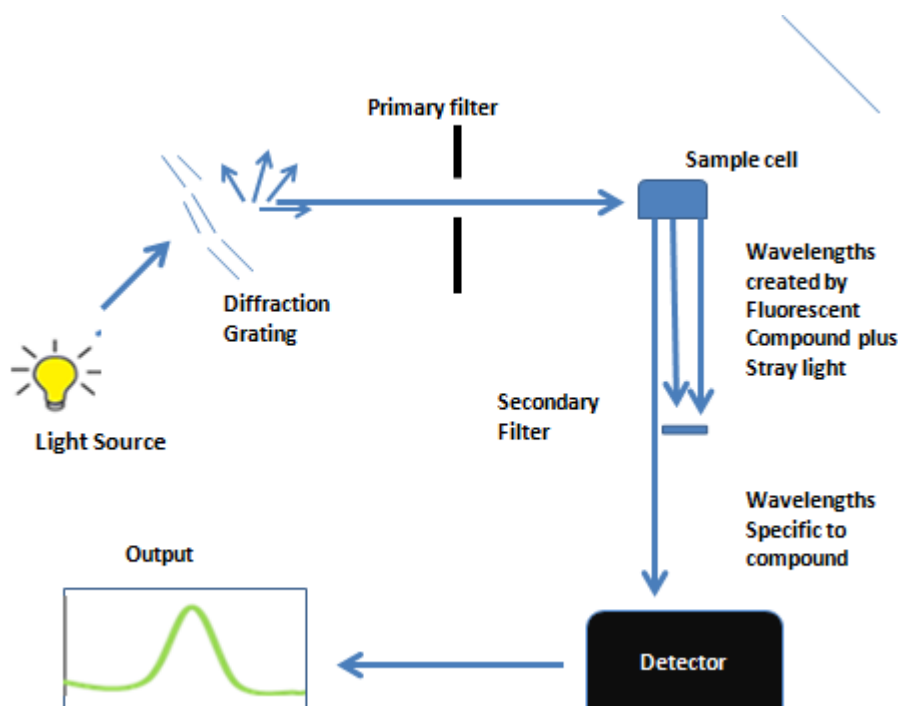 Primary filter
Sample cell
Diffraction
Grating
Wavelengths
created by
Fluorescent
Compound plus
Stray light
Light Source
Secondary
Filter
Wavelengths
Specific to
compound
Output
Detector